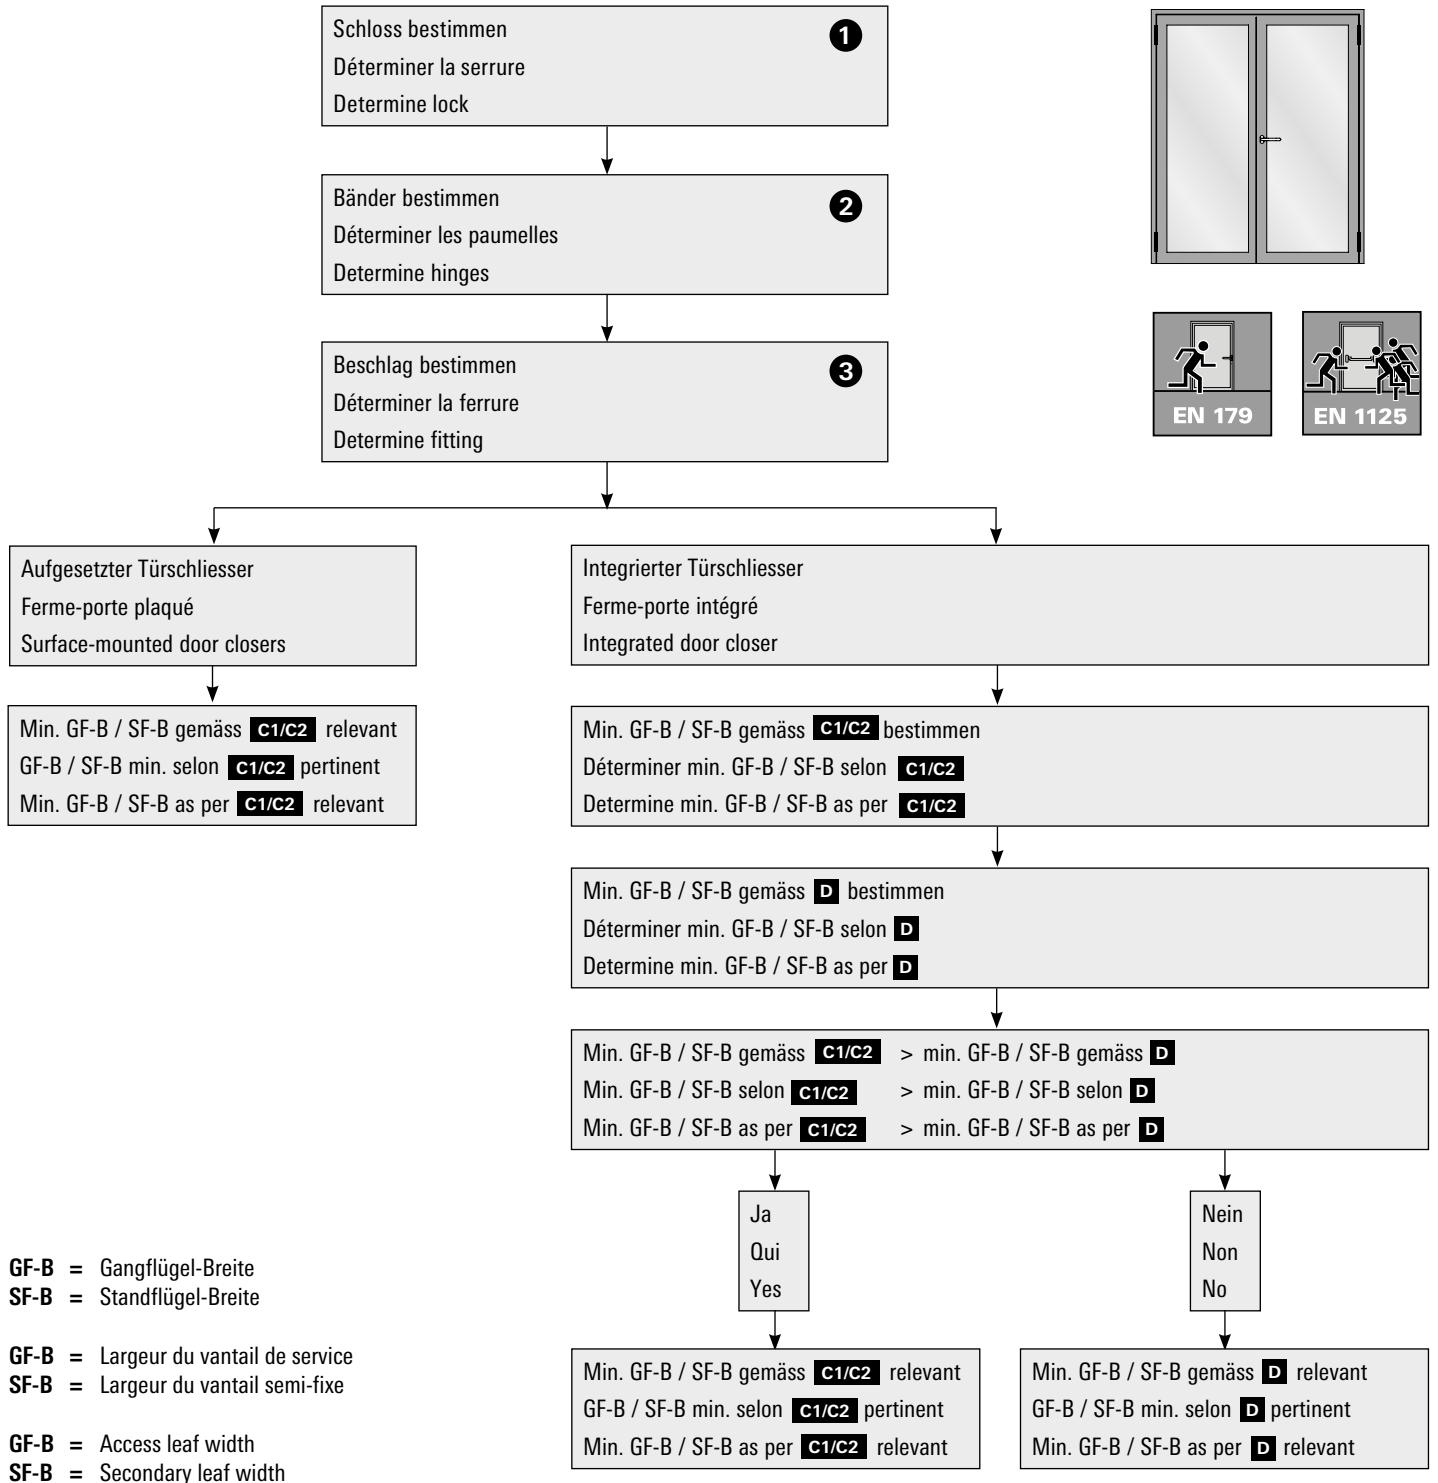 Schloss bestimmen
1
Déterminer la serrure
Determine lock
Bänder bestimmen
2
Déterminer les paumelles
Determine hinges
Beschlag bestimmen
3
Déterminer la ferrure
Determine fitting
EN 179
EN 1125
Aufgesetzter Türschliesser
Ferme-porte plaqué
Surface-mounted door closers
Integrierter Türschliesser
Ferme-porte intégré
Integrated door closer
Min. GF-B / SF-B gemäss C1/C2 relevant
GF-B / SF-B min. selon C1/C2 pertinent
Min. GF-B / SF-B as per C1/C2 relevant
Min. GF-B / SF-B gemäss C1/C2 bestimmen
Déterminer min. GF-B / SF-B selon C1/C2
Determine min. GF-B / SF-B as per C1/C2
Min. GF-B / SF-B gemäss D bestimmen
Déterminer min. GF-B / SF-B selon D
Determine min. GF-B / SF-B as per D
Min. GF-B / SF-B gemäss C1/C2 > min. GF-B / SF-B gemäss D
Min. GF-B / SF-B selon C1/C2 > min. GF-B / SF-B selon D
Min. GF-B / SF-B as per C1/C2 > min. GF-B / SF-B as per D
Ja
Qui
Yes
Nein
Non
No
Min. GF-B / SF-B gemäss C1/C2 relevant
GF-B / SF-B min. selon C1/C2 pertinent
Min. GF-B / SF-B as per C1/C2 relevant
Min. GF-B / SF-B gemäss D relevant
GF-B / SF-B min. selon D pertinent
Min. GF-B / SF-B as per D relevant
GF-B = Gangflügel-Breite
SF-B = Standflügel-Breite
GF-B = Largeur du vantail de service
SF-B = Largeur du vantail semi-fixe
GF-B = Access leaf width
SF-B = Secondary leaf width